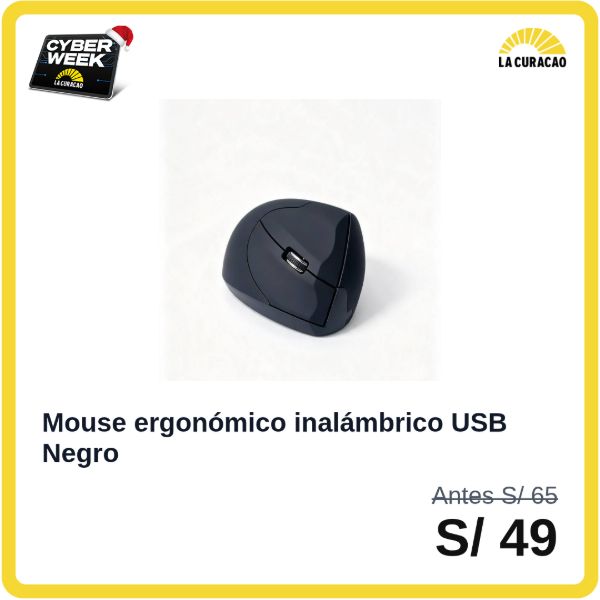 CYBER
WEEK
LA CURACAO
LA CURACAO
Mouse ergonómico inalámbrico USB
Negro
Antes S/ 65
S/ 49